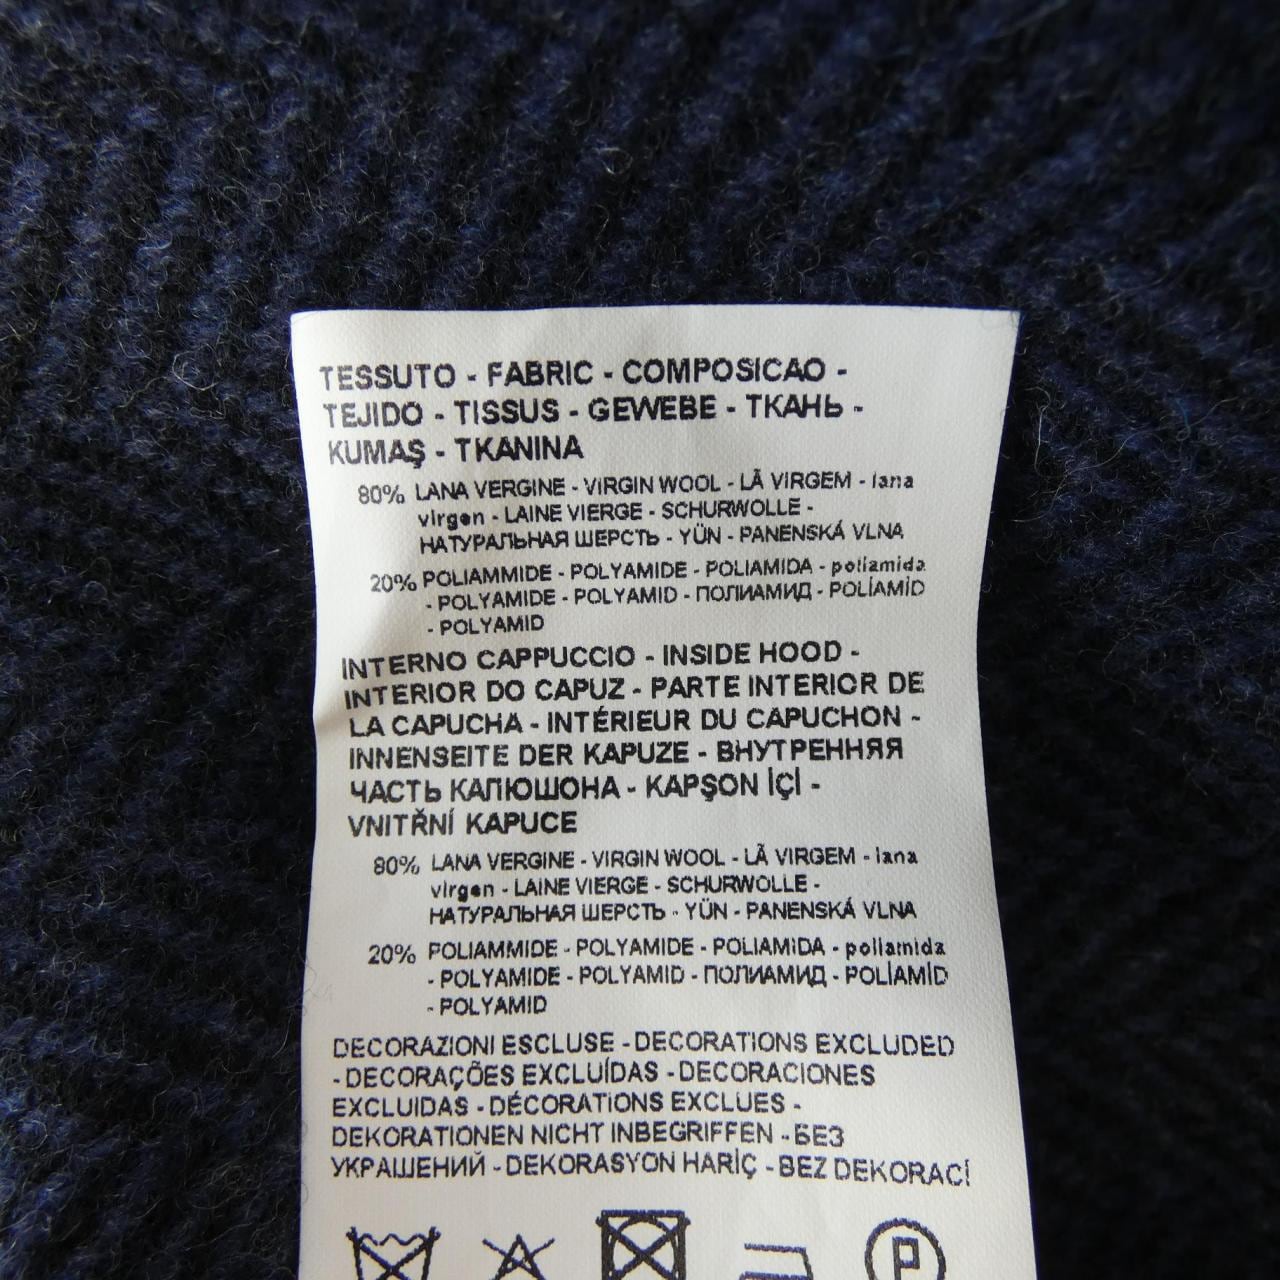 TESSUTO - FABRIC - COMPOSICAO -
TEJIDO - TISSUS - GEWEBE - ТКАНЬ -
KUMAŞ - TKANINA
80% LANA VERGINE - VIRGIN WOOL - LÃ VIRGEM - lana
virgen - LAINE VIERGE - SCHURWOLLE -
НАТУРАЛЬНАЯ ШЕРСТЬ - YÜN - PANENSKÁ VLNA
20% POLIAMMIDE - POLYAMIDE - POLIAMIDA - poliamida
- POLYAMIDE - POLYAMID - ПОЛИАМИД - POLİAMİD
- POLYAMID
INTERNO CAPPUCCIO - INSIDE HOOD -
INTERIOR DO CAPUZ - PARTE INTERIOR DE
LA CAPUCHA - INTÉRIEUR DU CAPUCHON -
INNENSEITE DER KAPUZE - ВНУТРЕННЯЯ
ЧАСТЬ КАПЮШОНА - KAPŞON İÇİ -
VNITŘNÍ KAPUCE
80% LANA VERGINE - VIRGIN WOOL - LÃ VIRGEM - lana
virgen - LAINE VIERGE - SCHURWOLLE -
НАТУРАЛЬНАЯ ШЕРСТЬ - YÜN - PANENSKÁ VLNA
20% POLIAMMIDE - POLYAMIDE - POLIAMIDA - poliamida
- POLYAMIDE - POLYAMID - ПОЛИАМИД - POLİAMİD
- POLYAMID
DECORAZIONI ESCLUSE - DECORATIONS EXCLUDED
- DECORAÇÕES EXCLUÍDAS - DECORACIONES
EXCLUIDAS - DÉCORATIONS EXCLUES -
DEKORATIONEN NICHT INBEGRIFFEN - БЕЗ
УКРАШЕНИЙ - DEKORASYON HARİÇ - BEZ DEKORACÍ
P